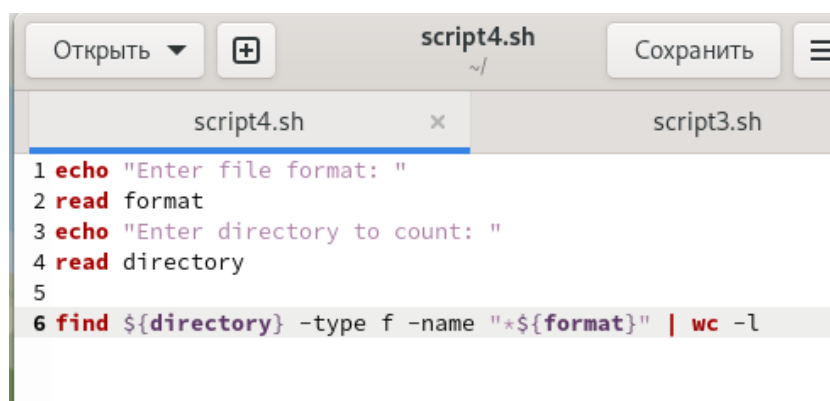 Открыть
script4.sh
~/
Сохранить
script4.sh ×
script3.sh
1 echo "Enter file format: "
2 read format
3 echo "Enter directory to count: "
4 read directory
5
6 find ${directory} -type f -name "*${format}" | wc -l